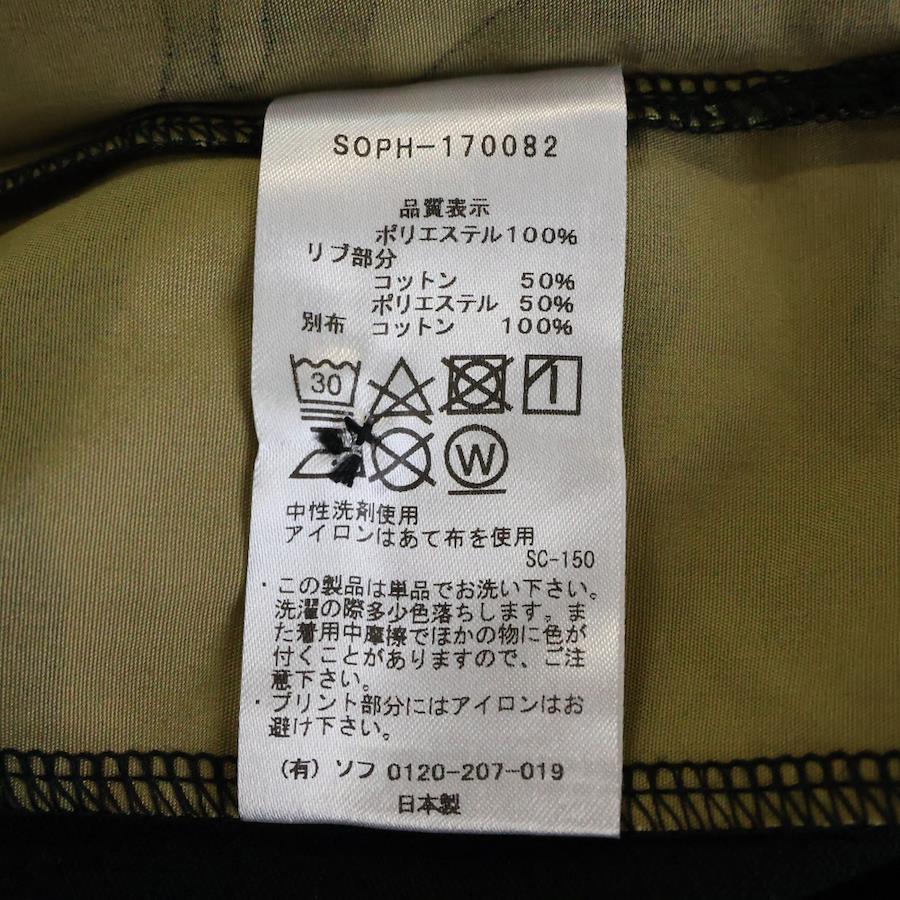 SOPH-170082
品質表示
ポリエステル100%
リブ部分
コットン 50%
ポリエステル 50%
別布 コットン 100%
30
W
中性洗剤使用
アイロンはあて布を使用
SC-150
・この製品は単品でお洗い下さい。
洗濯の際多少色落ちします。ま
た着用中摩擦でほかの物に色が
付くことがありますので、ご注
意下さい。
・プリント部分にはアイロンはお
避け下さい。
(有) ソフ 0120-207-019
日本製